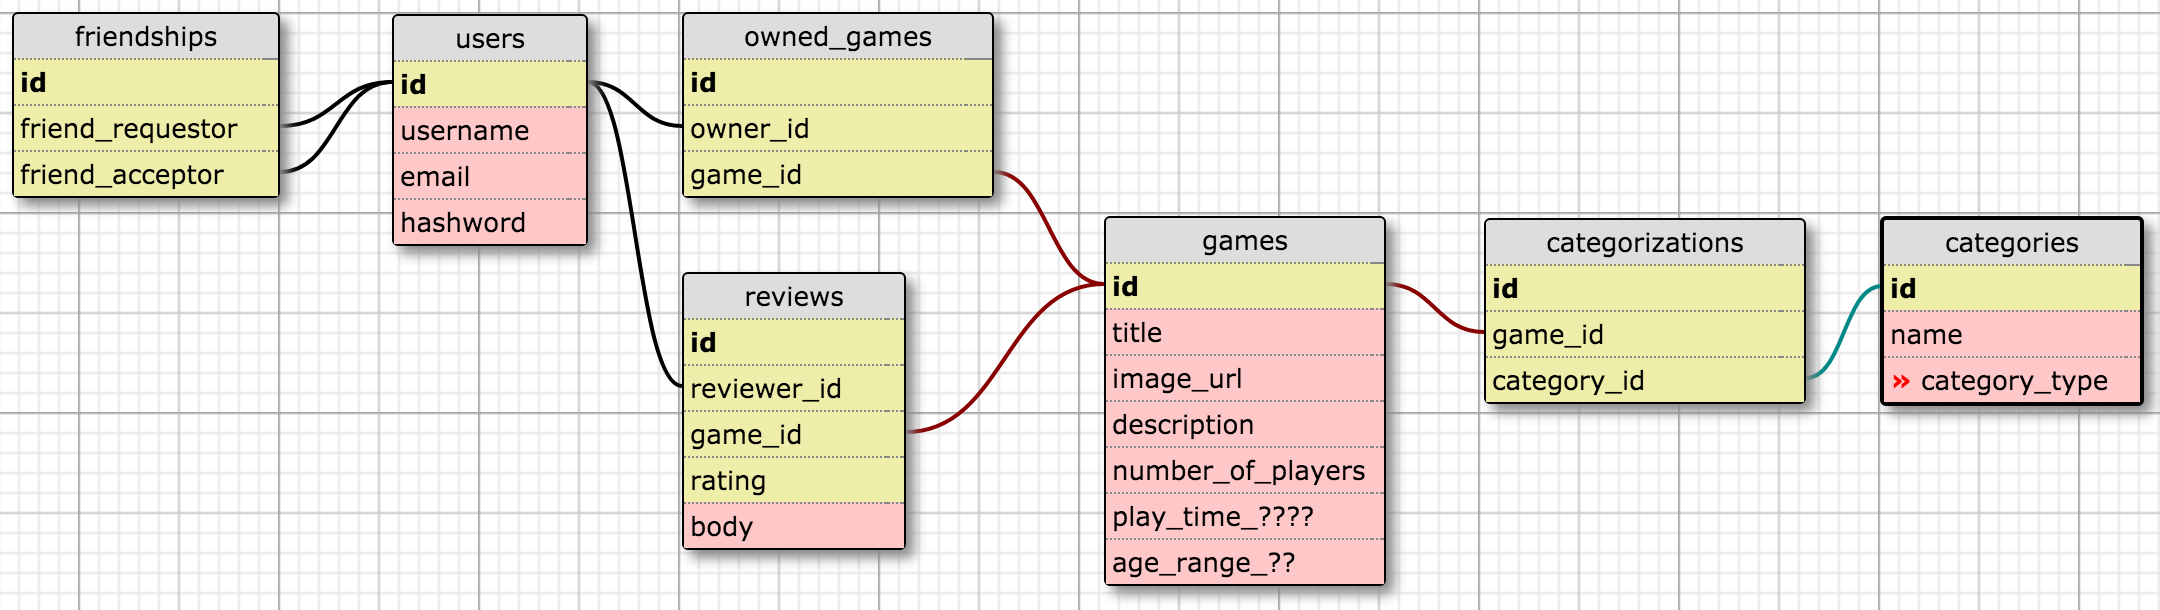 friendships
id
friend_requestor
friend_acceptor
users
id
username
email
hashword
owned_games
id
owner_id
game_id
reviews
id
reviewer_id
game_id
rating
body
games
id
title
image_url
description
number_of_players
play_time_????
age_range_??
categorizations
id
game_id
category_id
categories
id
name
» category_type